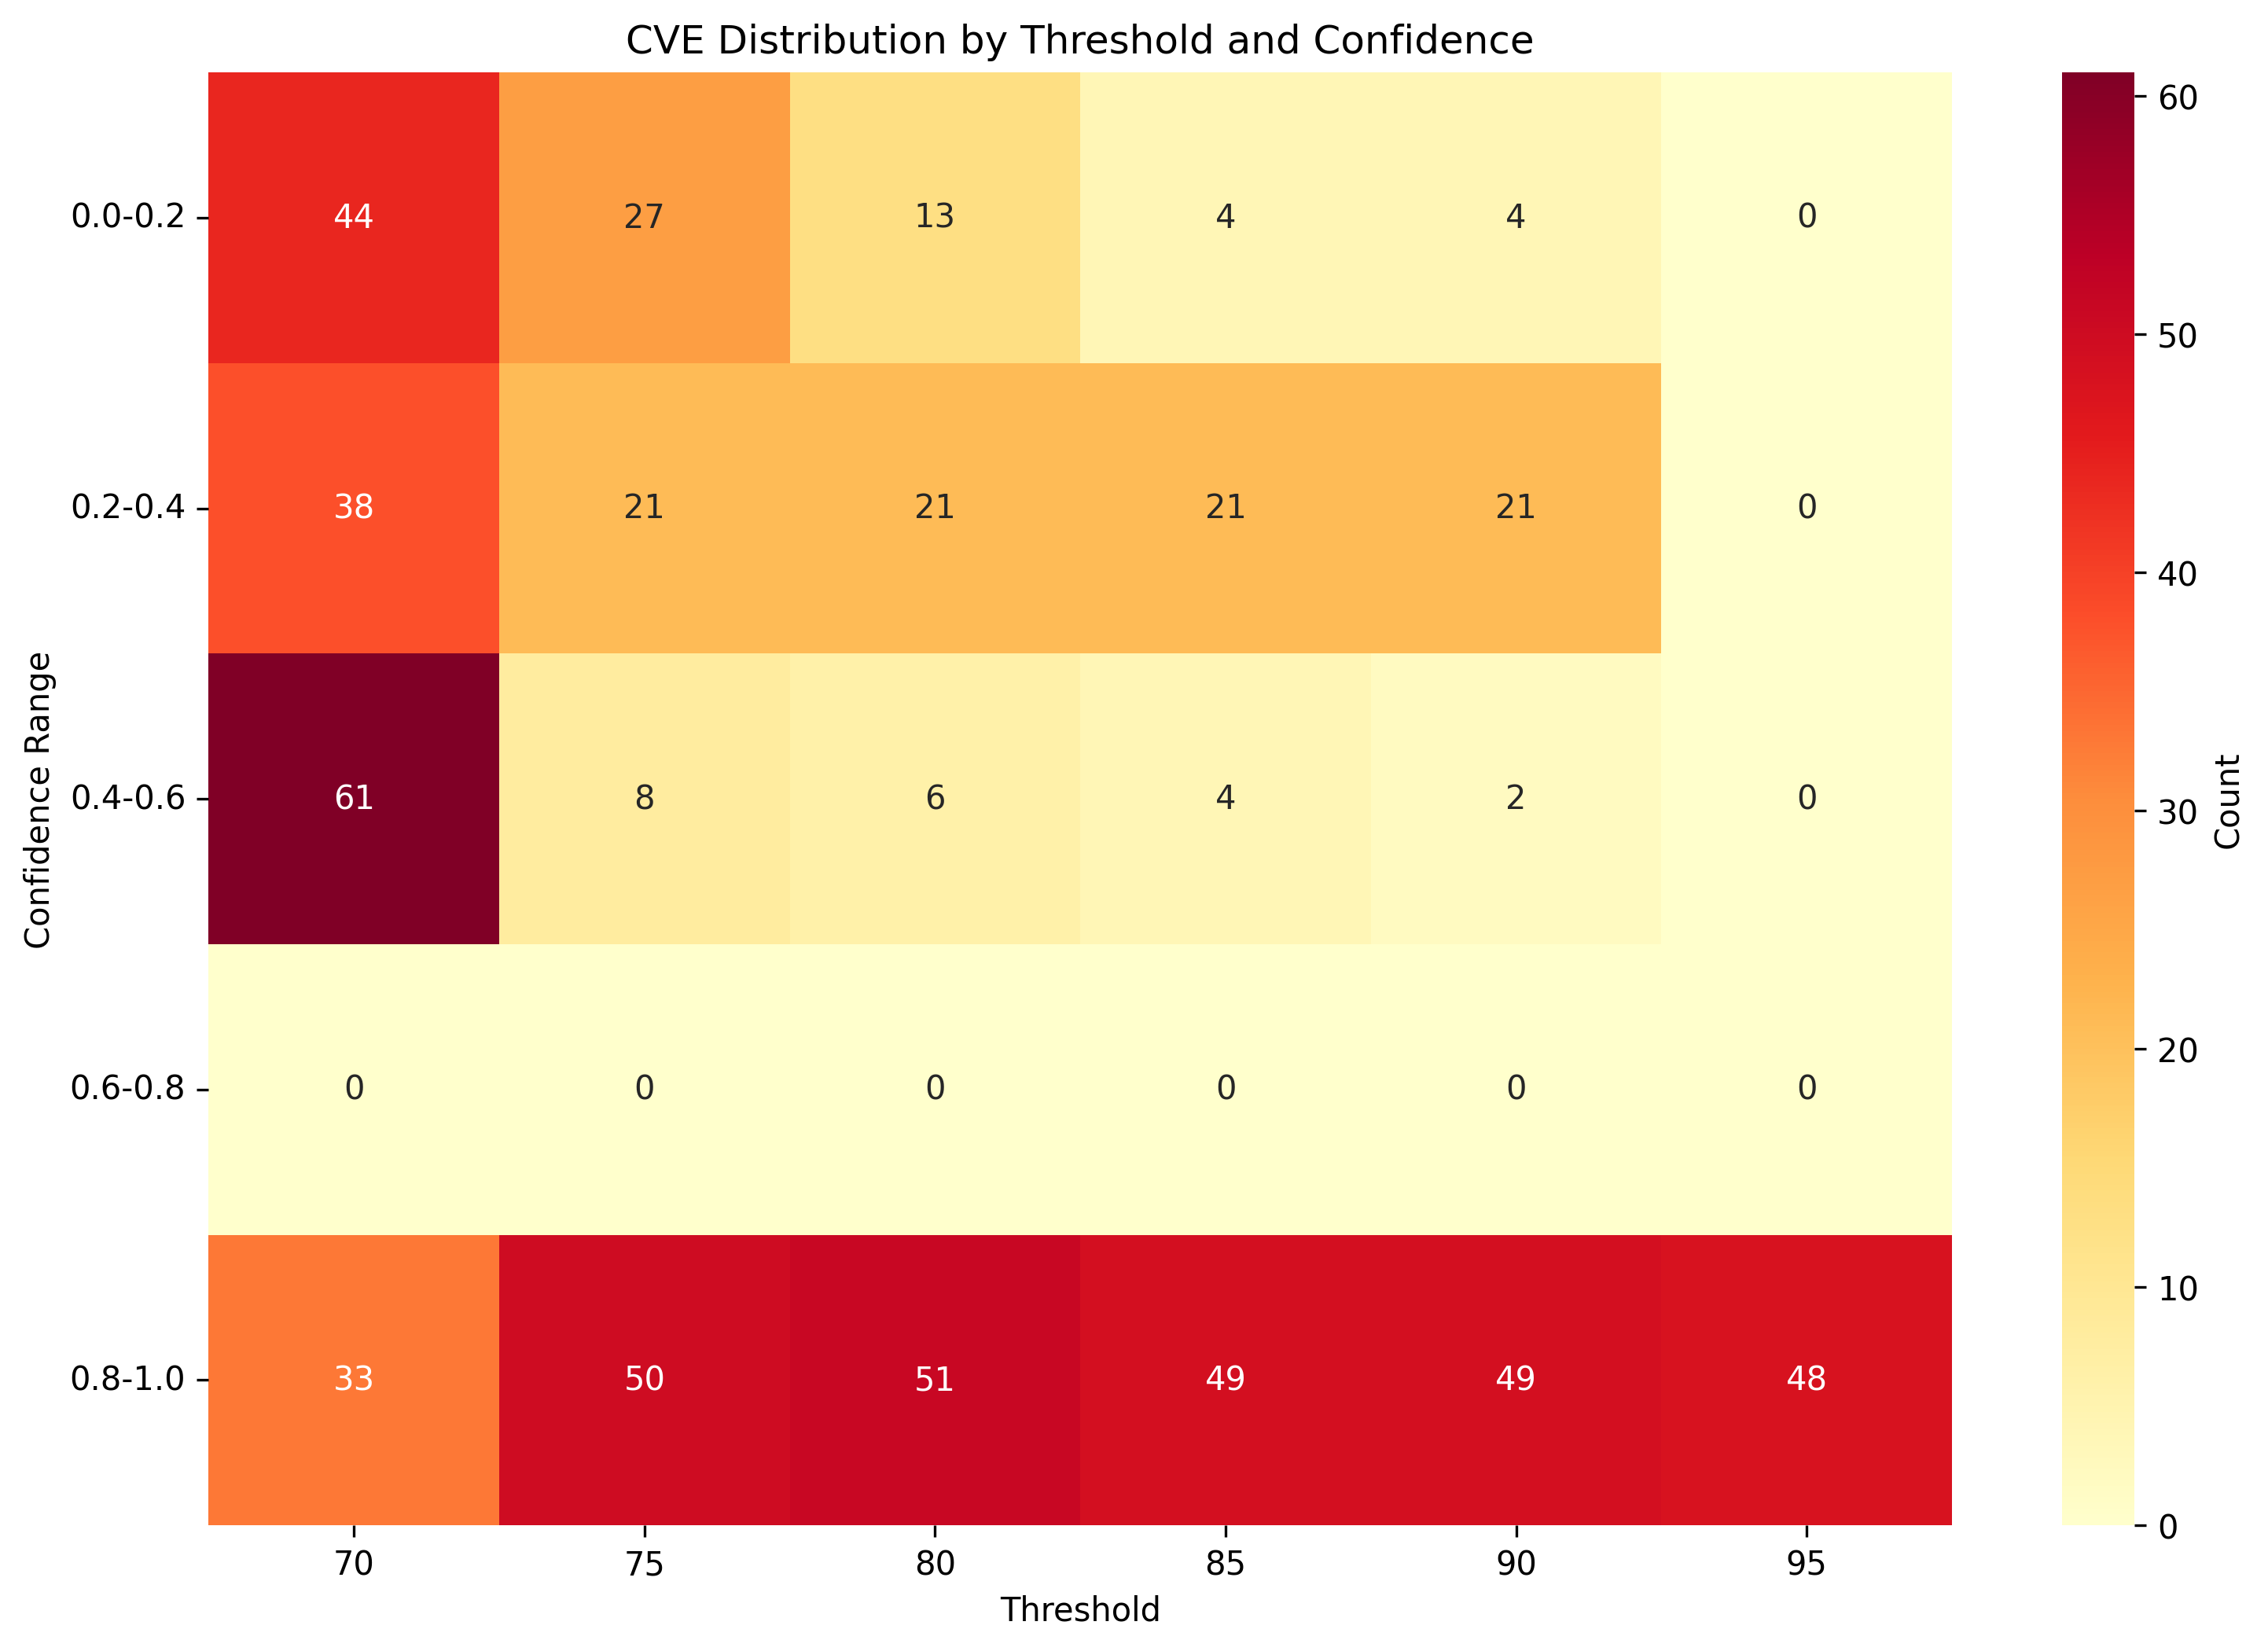 CVE Distribution by Threshold and Confidence
Confidence Range
0.0-0.2 44 27 13 4 4 0
0.2-0.4 38 21 21 21 21 0
0.4-0.6 61 8 6 4 2 0
0.6-0.8 0 0 0 0 0 0
0.8-1.0 33 50 51 49 49 48
70 75 80 85 90 95
Threshold
60
50
40
30
20
10
0
Count